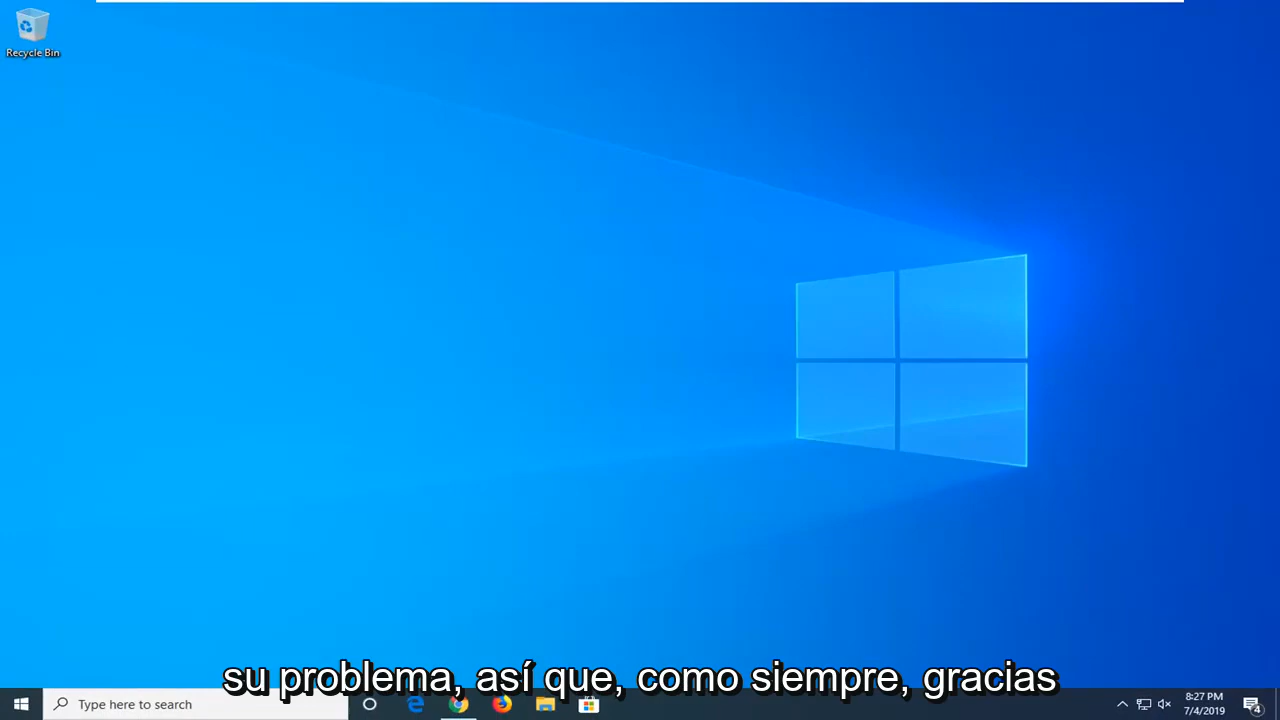 Recycle Bin
su problema, así que, como siempre, gracias
Type here to search
8:27 PM
7/4/2019
4